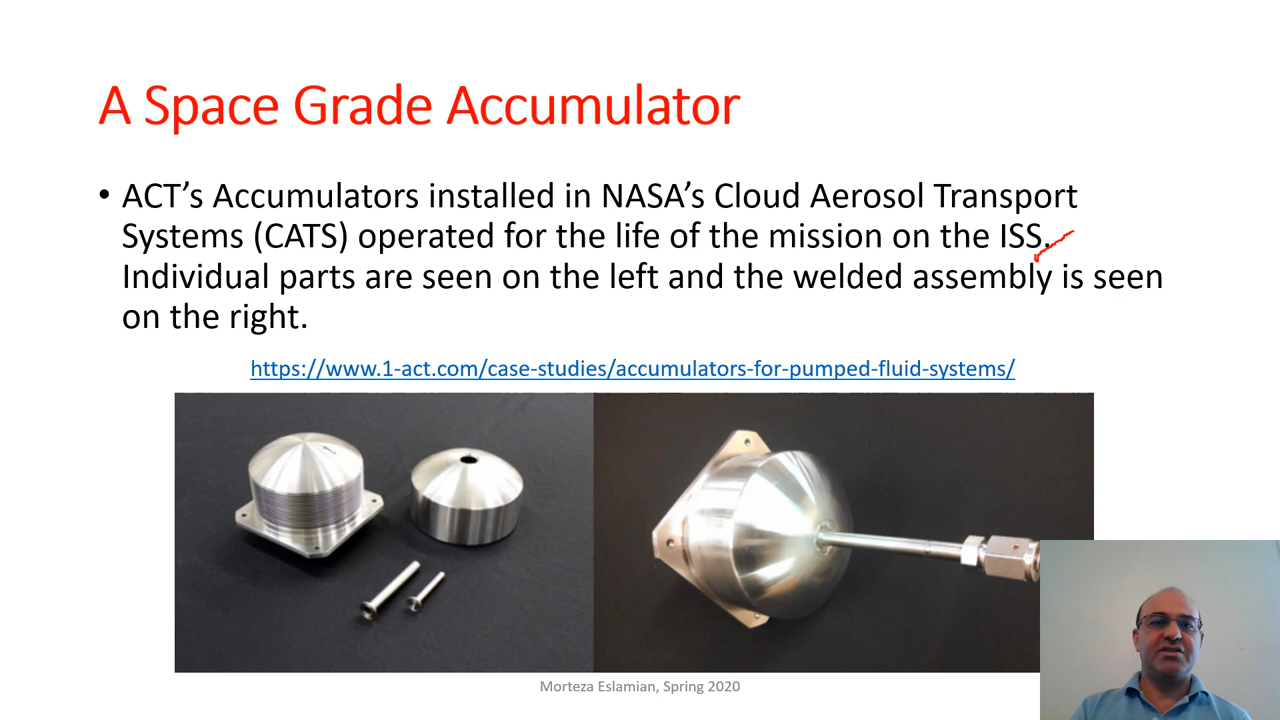 A Space Grade Accumulator
• ACT’s Accumulators installed in NASA’s Cloud Aerosol Transport
Systems (CATS) operated for the life of the mission on the ISS.
Individual parts are seen on the left and the welded assembly is seen
on the right.
https://www.1-act.com/case-studies/accumulators-for-pumped-fluid-systems/
Morteza Eslamian, Spring 2020